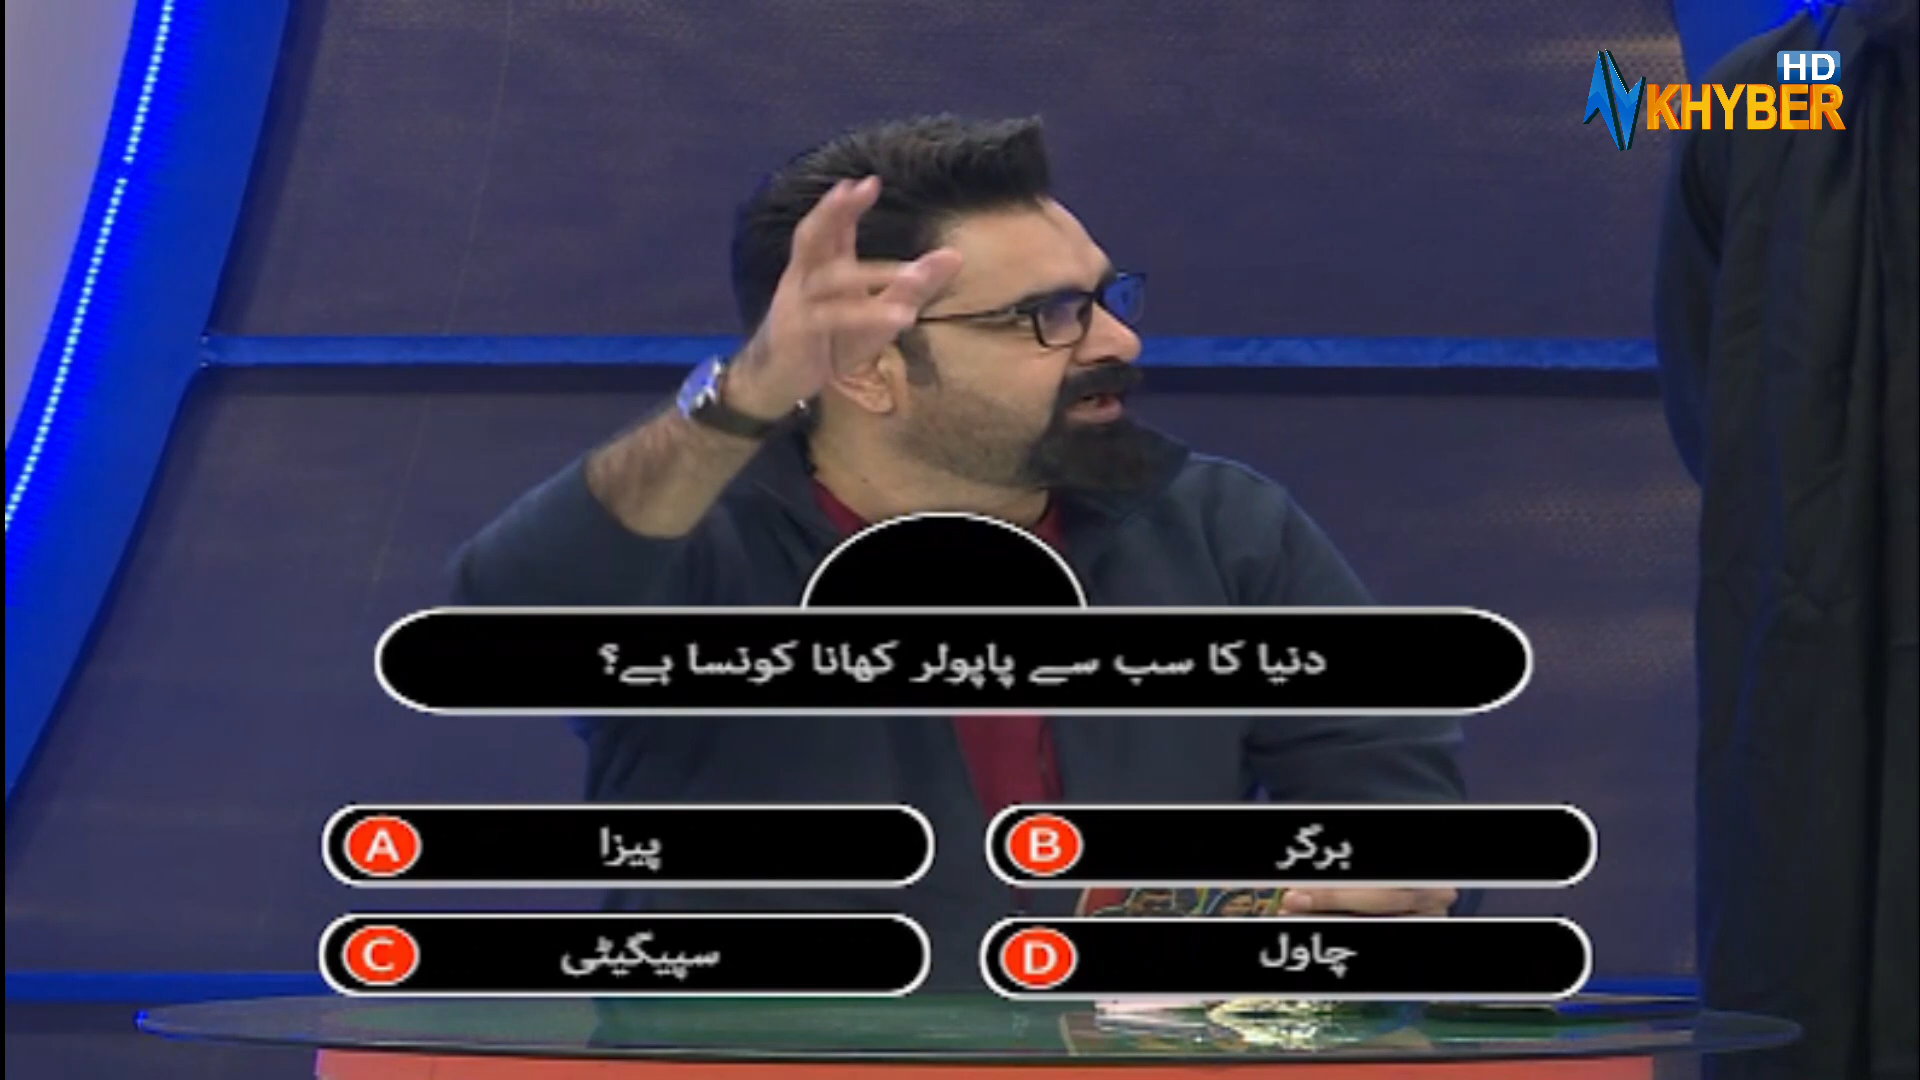 HD
KHYBER
دنیا کا سب سے پاپولر کھانا کونسا ہے؟
A پیزا
B برگر
C سپیگیٹی
D چاول